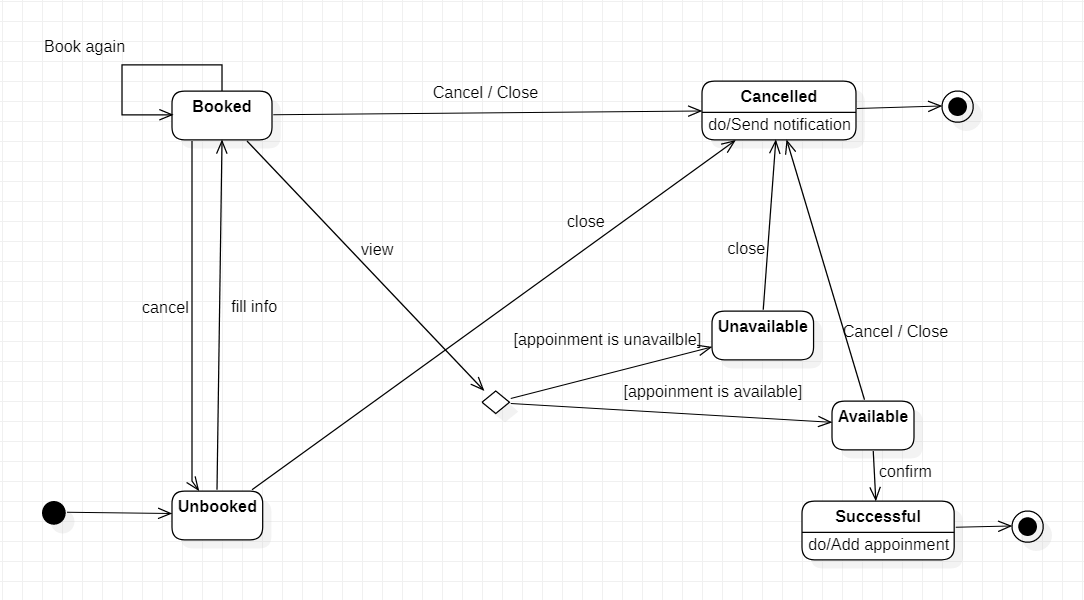 Book again
Booked
Cancel / Close
Cancelled
do/Send notification
close
view
close
cancel
fill info
Unavailable
Cancel / Close
[appoinment is unavailble]
[appoinment is available]
Available
confirm
Unbooked
Successful
do/Add appoinment